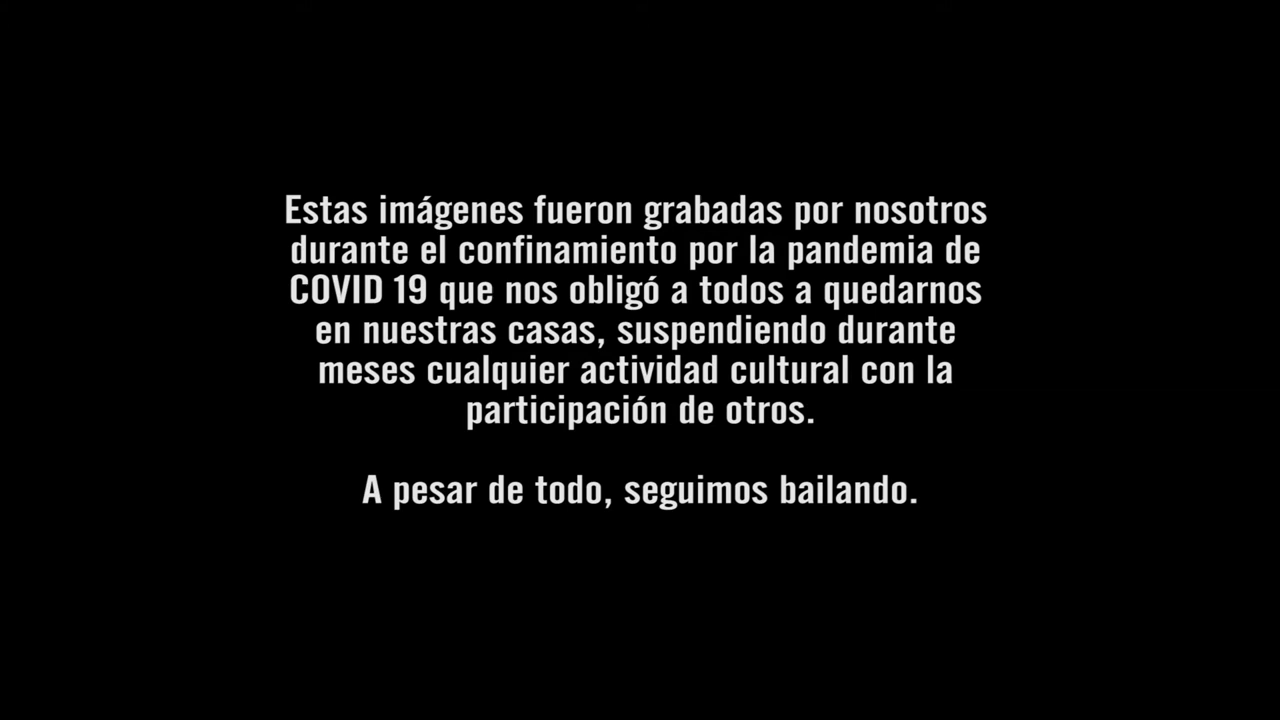 Estas imágenes fueron grabadas por nosotros
durante el confinamiento por la pandemia de
COVID 19 que nos obligó a todos a quedarnos
en nuestras casas, suspendiendo durante
meses cualquier actividad cultural con la
participación de otros.
A pesar de todo, seguimos bailando.